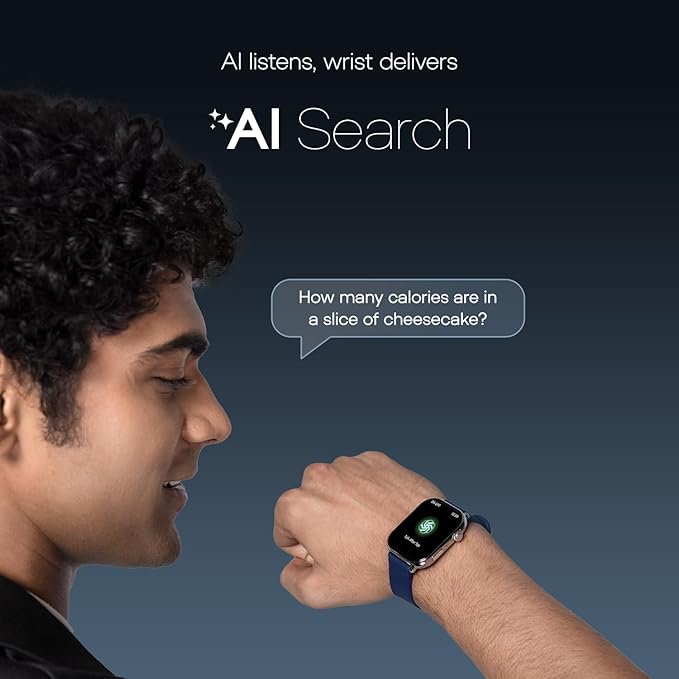 AI listens, wrist delivers
AI Search
How many calories are in
a slice of cheesecake?